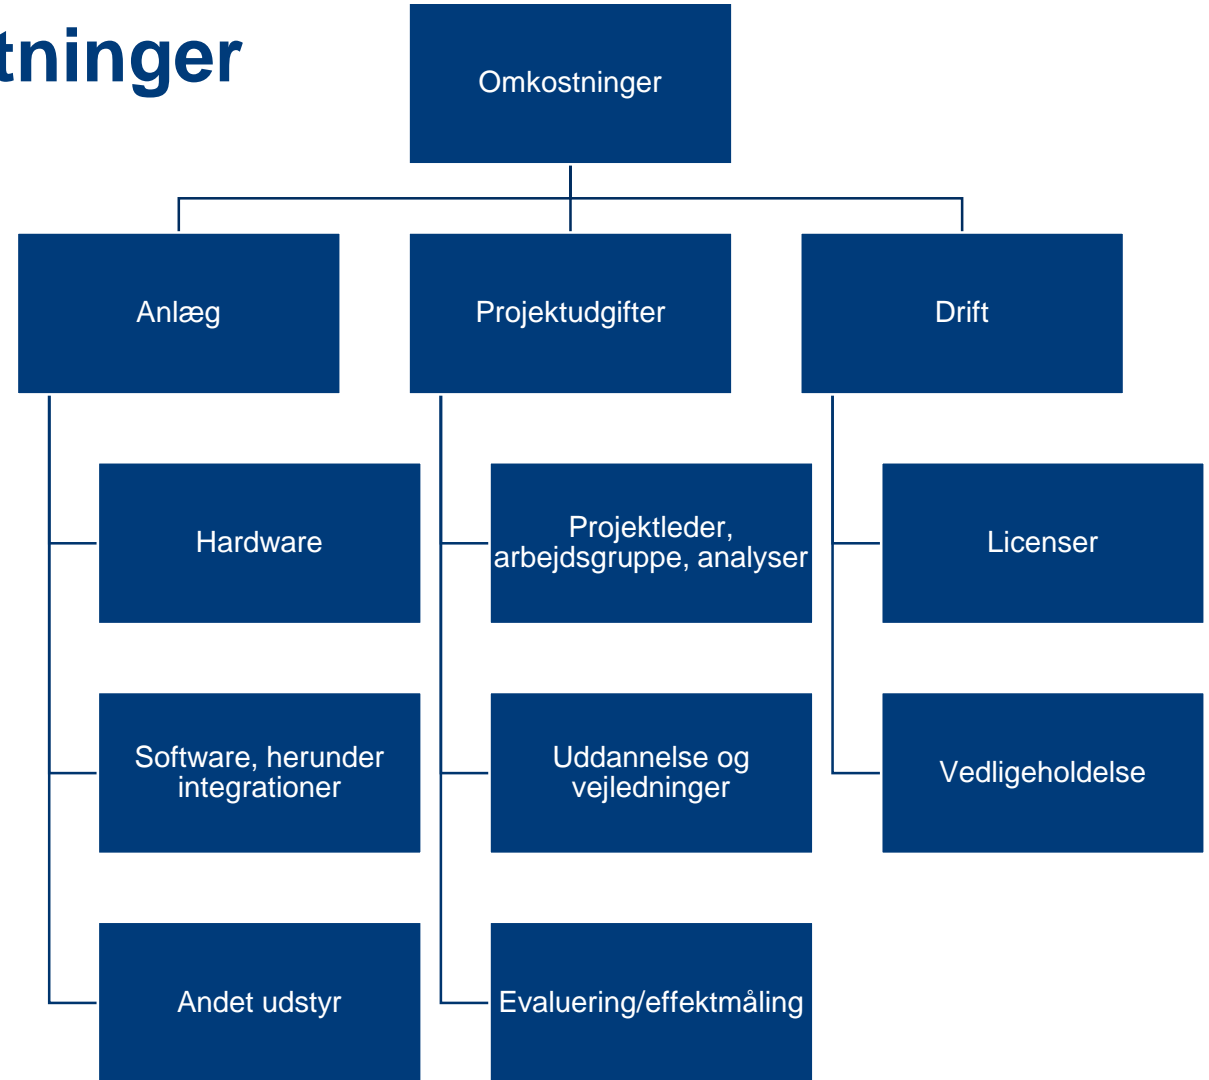 tninger
Omkostninger
Anlæg
Projektudgifter
Drift
Hardware
Projektleder,
arbejdsgruppe, analyser
Licenser
Software, herunder
integrationer
Uddannelse og
vejledninger
Vedligeholdelse
Andet udstyr
Evaluering/effektmåling